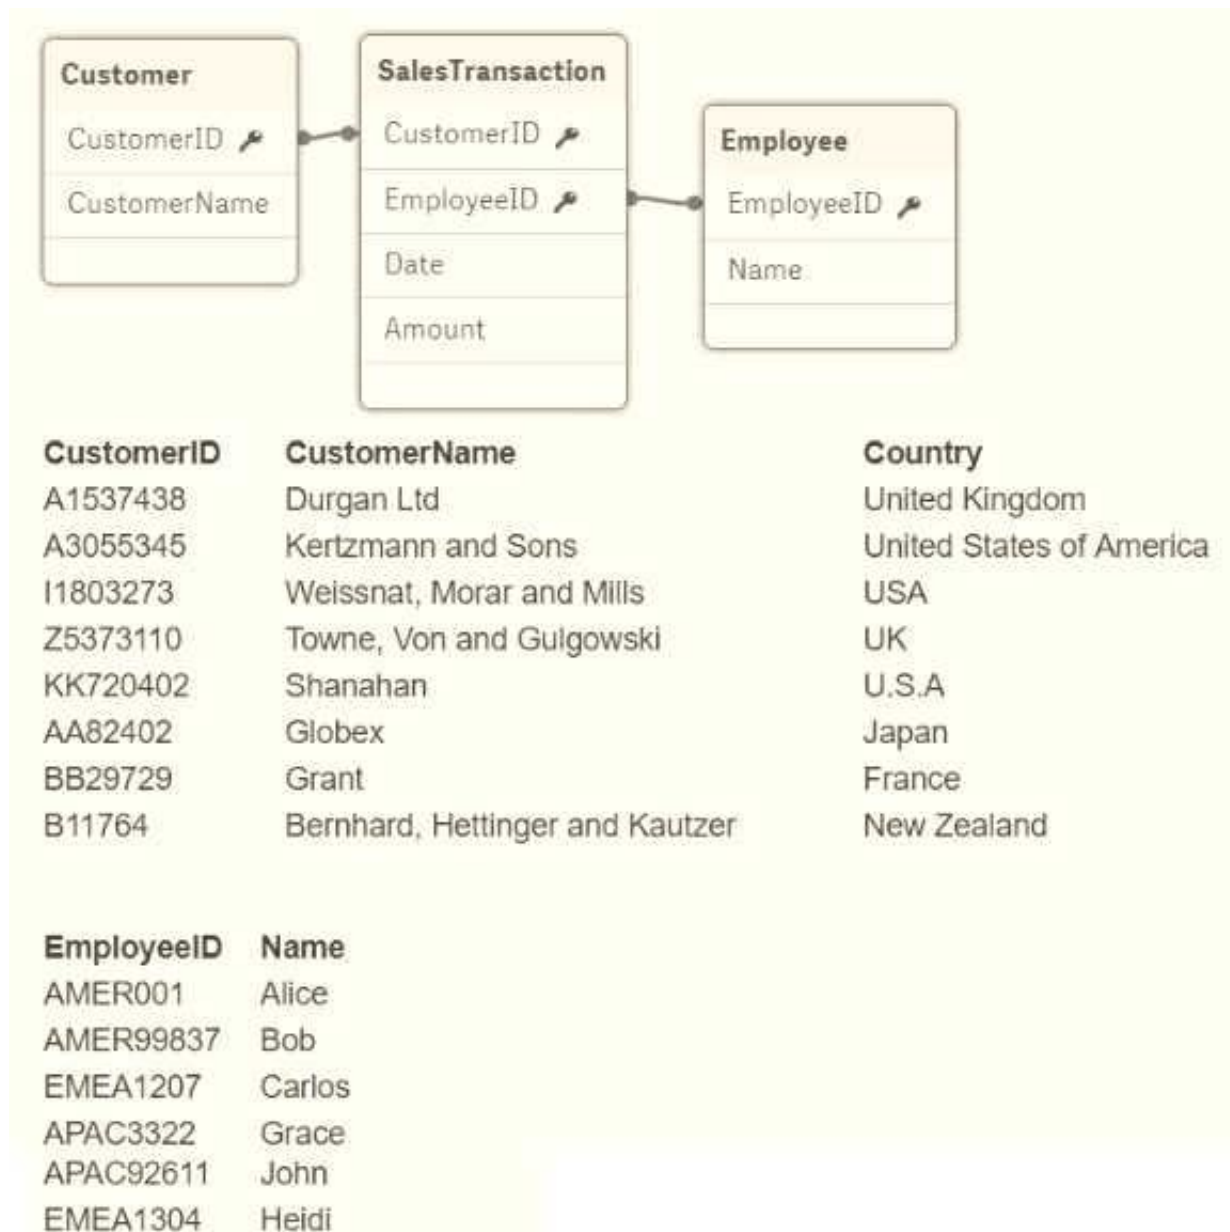 Customer
CustomerID
CustomerName
SalesTransaction
CustomerID
EmployeeID
Date
Amount
Employee
EmployeeID
Name
CustomerID CustomerName Country
A1537438 Durgan Ltd United Kingdom
A3055345 Kertzmann and Sons United States of America
I1803273 Weissnat, Morar and Mills USA
Z5373110 Towne, Von and Gulgowski UK
KK720402 Shanahan U.S.A
AA82402 Globex Japan
BB29729 Grant France
B11764 Bernhard, Hettinger and Kautzer New Zealand
EmployeeID Name
AMER001 Alice
AMER99837 Bob
EMEA1207 Carlos
APAC3322 Grace
APAC92611 John
EMEA1304 Heidi